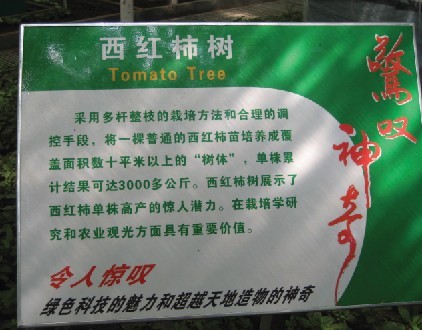 西红柿树
Tomato Tree
采用多杆整枝的栽培方法和合理的调
控手段，将一棵普通的西红柿苗培养成覆
盖面积数十平米以上的“树体”，单株累
计结果可达3000多公斤。西红柿树展示了
西红柿单株高产的惊人潜力。在栽培学研
究和农业观光方面具有重要价值。
驚叹
神奇
令人惊叹
绿色科技的魅力和超越天地造物的神奇